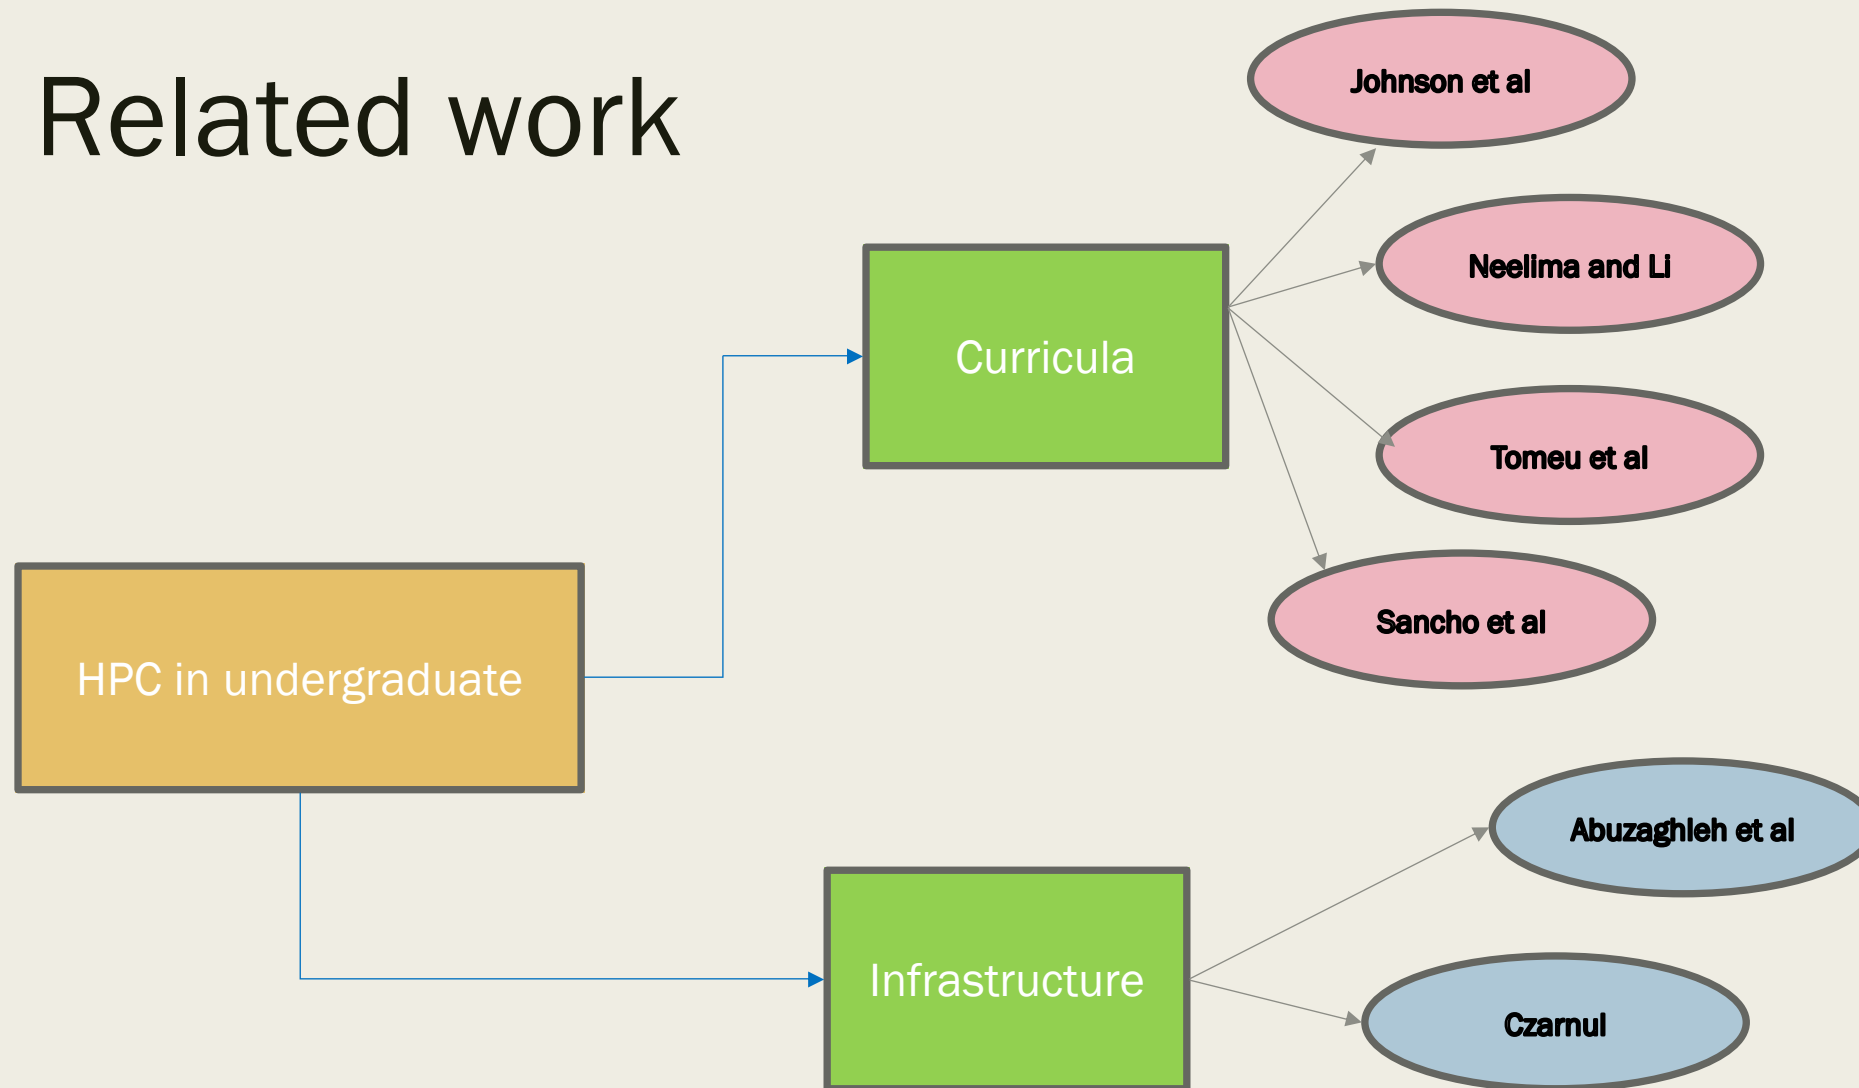 Related work
Johnson et al
Neelima and Li
Curricula
Tomeu et al
Sancho et al
HPC in undergraduate
Abuzaghleh et al
Infrastructure
Czarnul